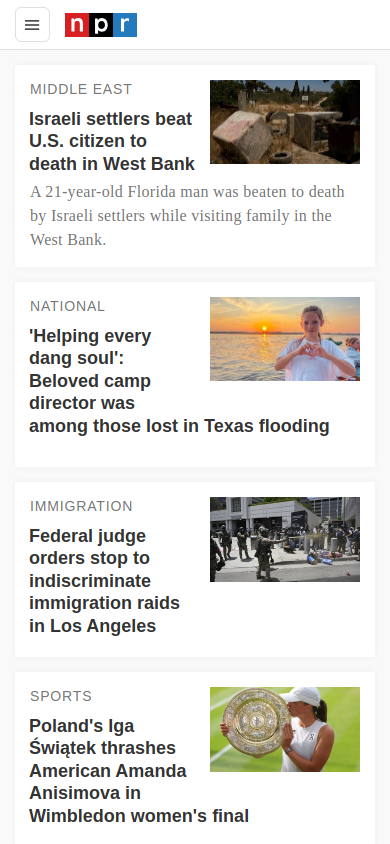 npr
MIDDLE EAST
Israeli settlers beat
U.S. citizen to
death in West Bank
A 21-year-old Florida man was beaten to death
by Israeli settlers while visiting family in the
West Bank.
NATIONAL
'Helping every
dang soul':
Beloved camp
director was
among those lost in Texas flooding
IMMIGRATION
Federal judge
orders stop to
indiscriminate
immigration raids
in Los Angeles
SPORTS
Poland's Iga
Świątek thrashes
American Amanda
Anisimova in
Wimbledon women's final